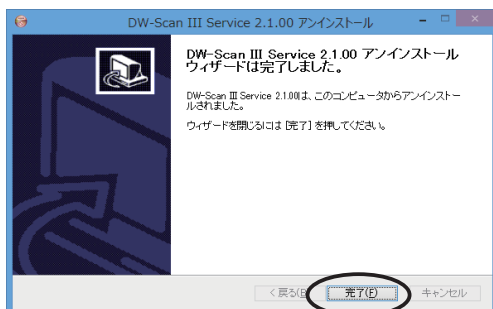 DW-Scan III Service 2.1.00 アンインストール
DW-Scan III Service 2.1.00 アンインストール
ウィザードは完了しました。
DW-Scan III Service 2.1.00は、このコンピュータからアンインストー
ルされました。
ウィザードを閉じるには [完了] を押してください。
< 戻る(B) 完了(F) キャンセル